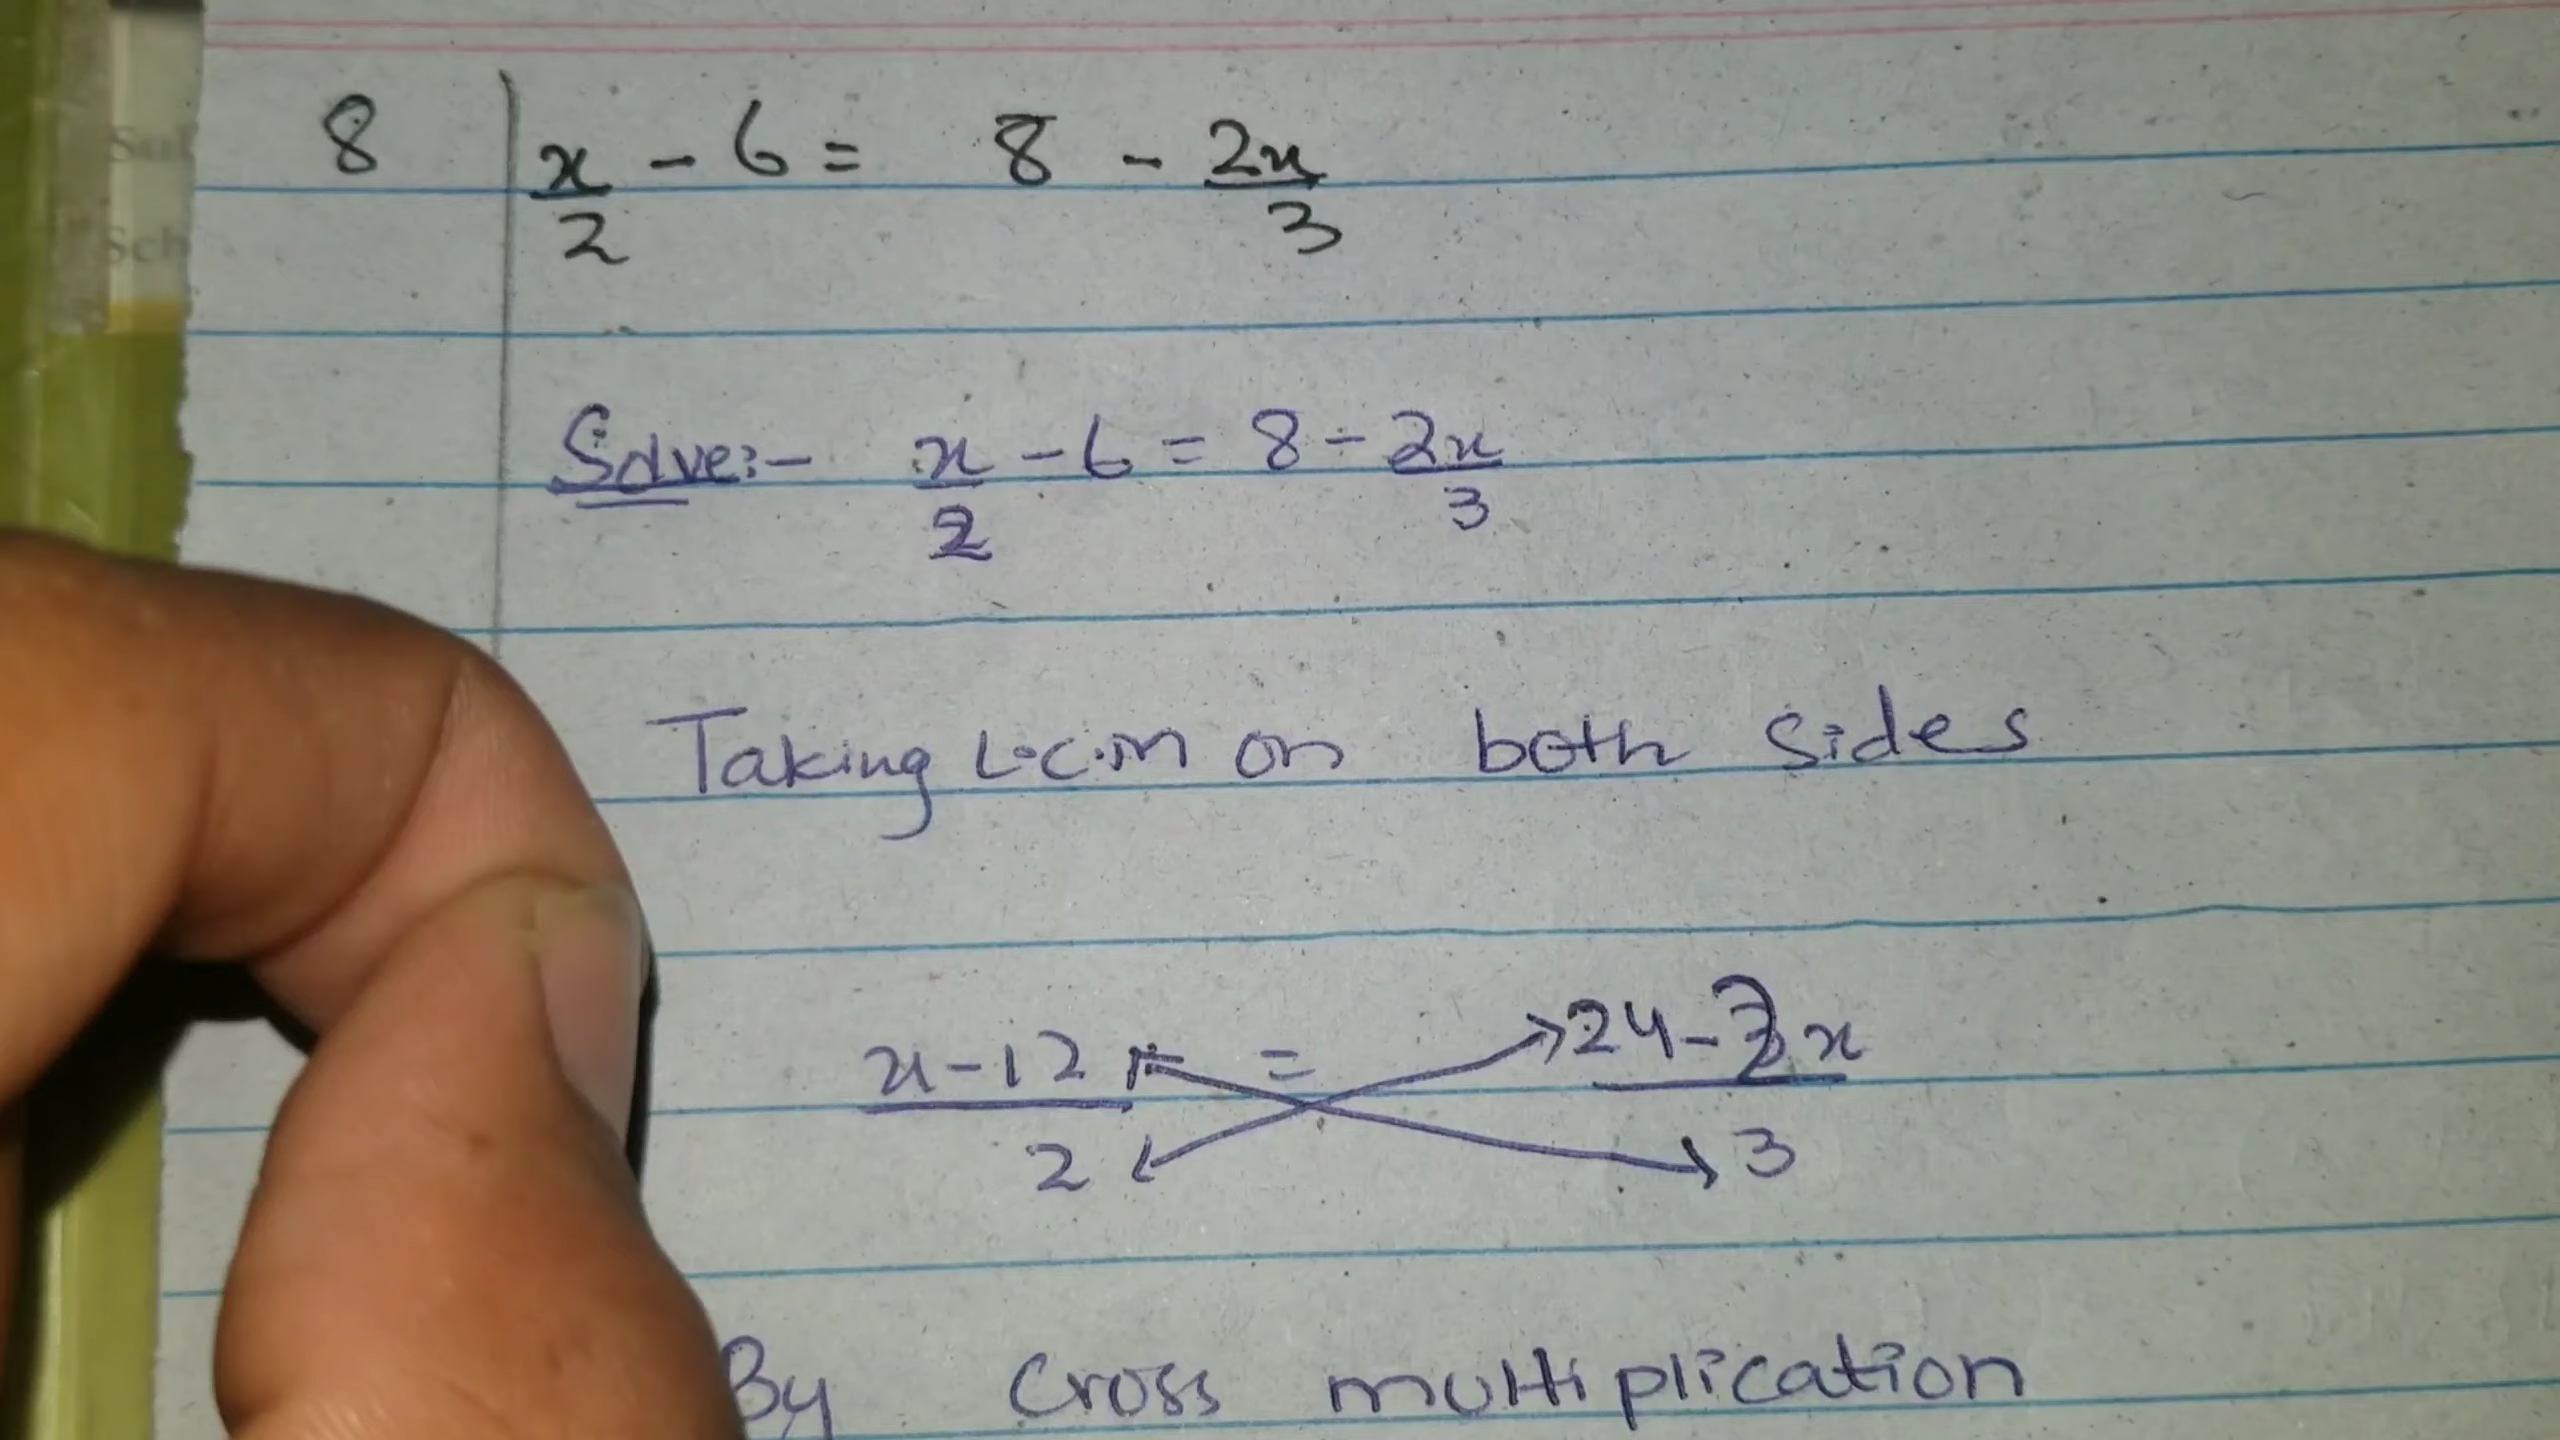 8 x/2 - 6 = 8 - 2x/3
Solve:- x/2 - 6 = 8 - 2x/3
Taking L.C.M on both sides
x-12/2 = 24-2x/3
By cross multiplication